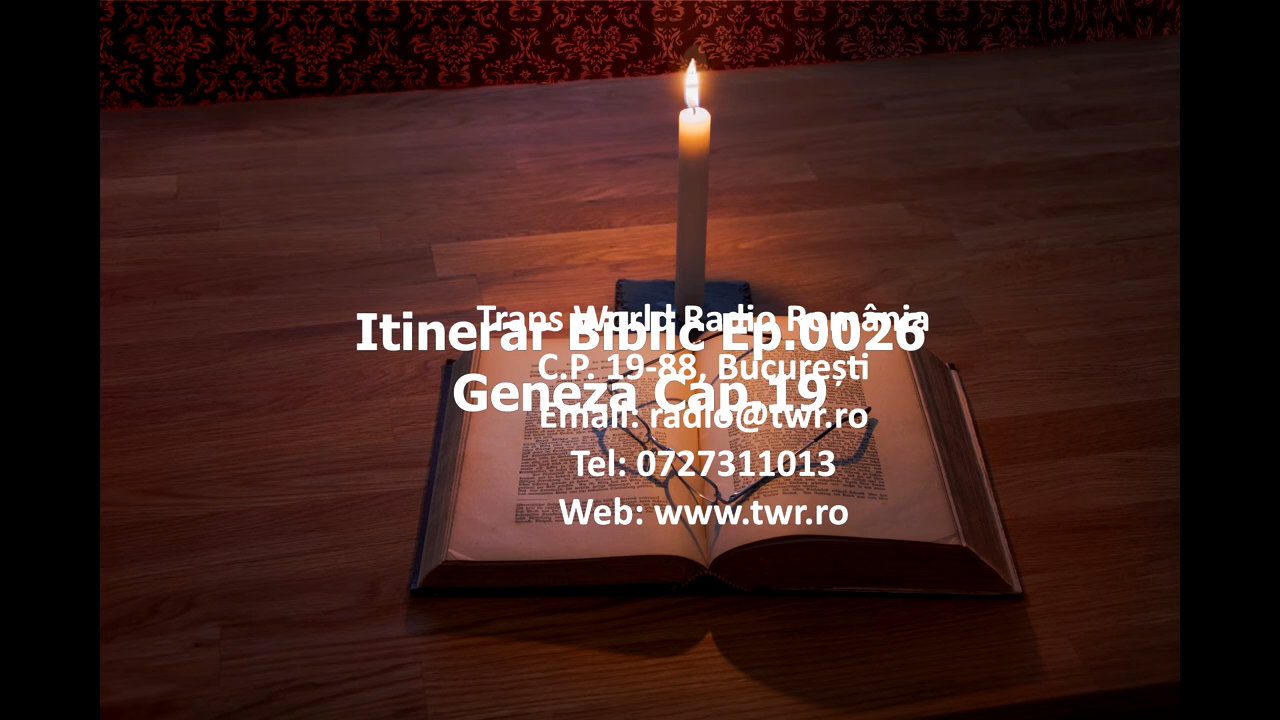 Itinerar Biblic Ep.0026
Geneza Cap.19
Trans World Radio România
C.P. 19-88, București
Email: radio@twr.ro
Tel: 0727311013
Web: www.twr.ro